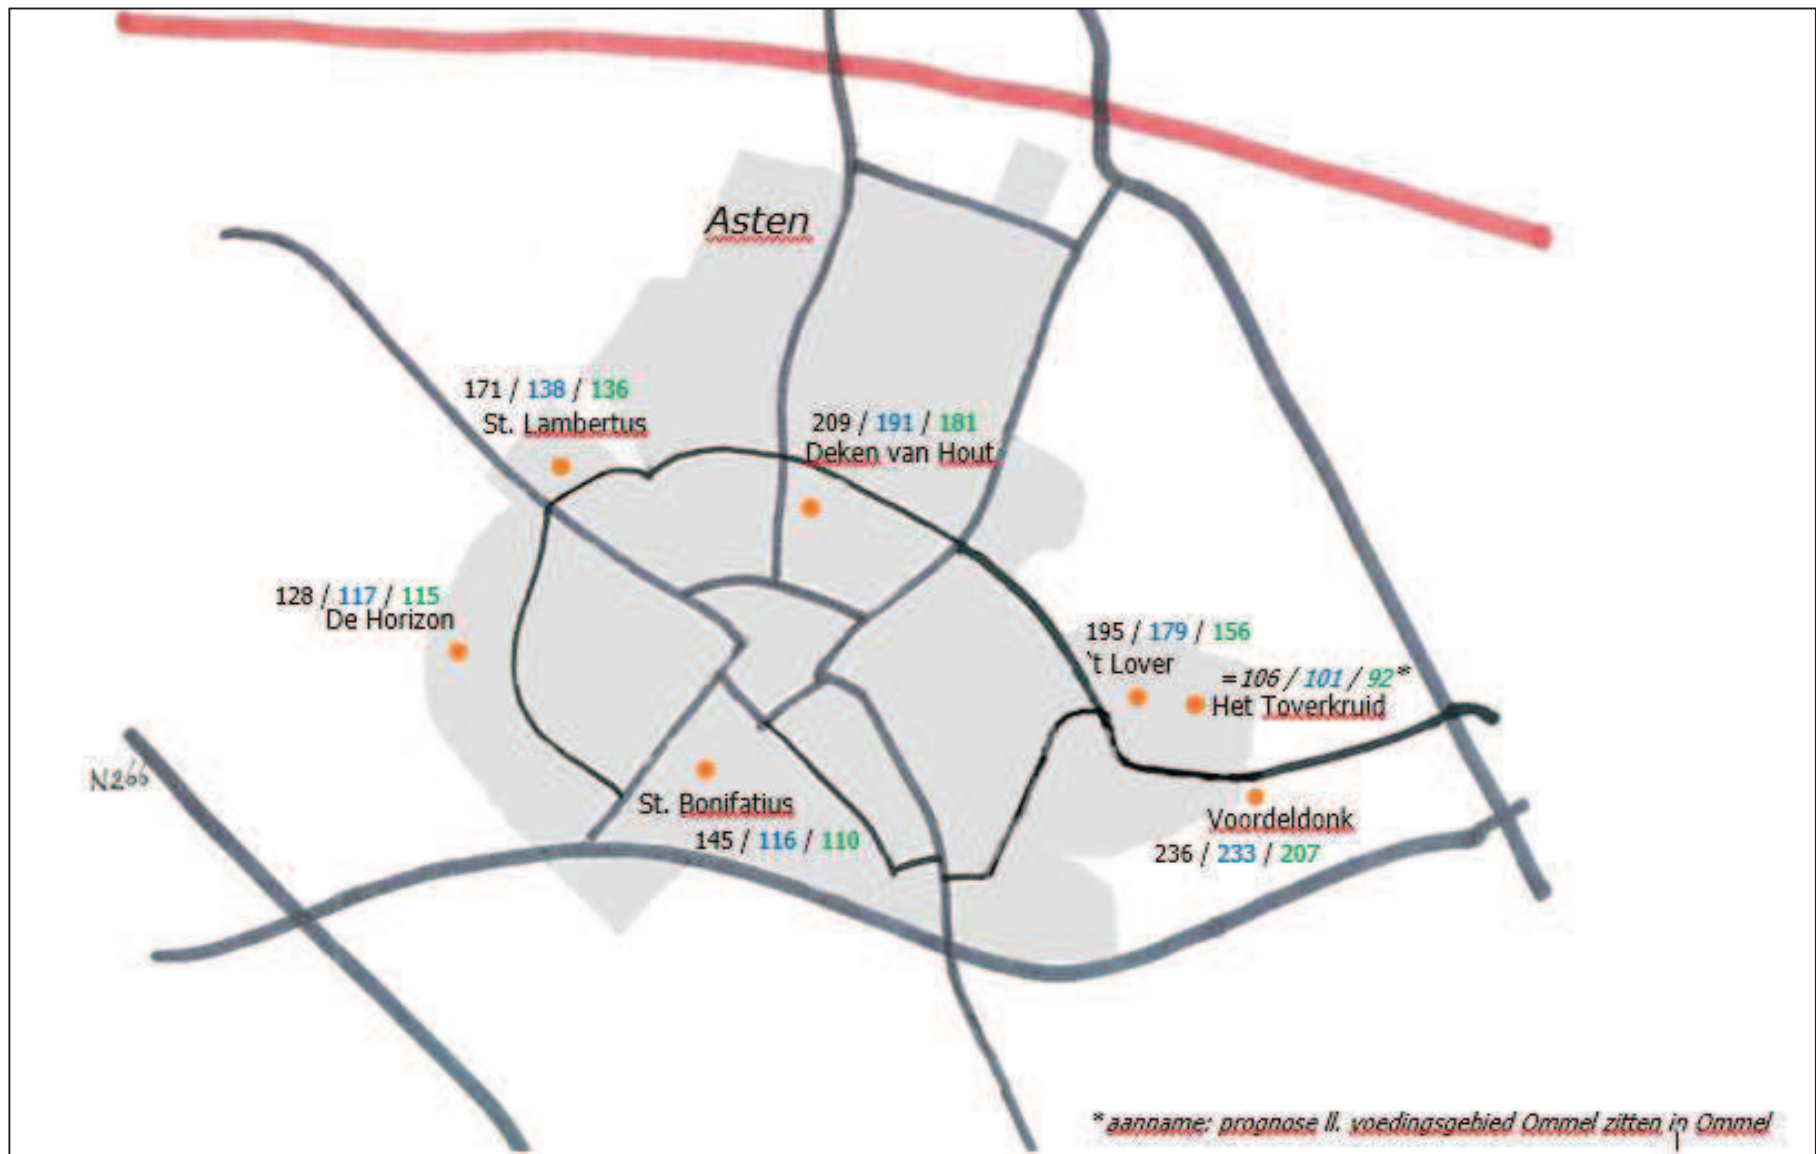 Asten
171 / 138 / 136
St. Lambertus
209 / 191 / 181
Deken van Hout
128 / 117 / 115
De Horizon
195 / 179 / 156
't Lover
=106 / 101 / 92*
Het Toverkruid
N266
St. Bonifatius
145 / 116 / 110
Voordeldonk
236 / 233 / 207
* aanname: prognose ll. voedingsgebied Ommel zitten in Ommel